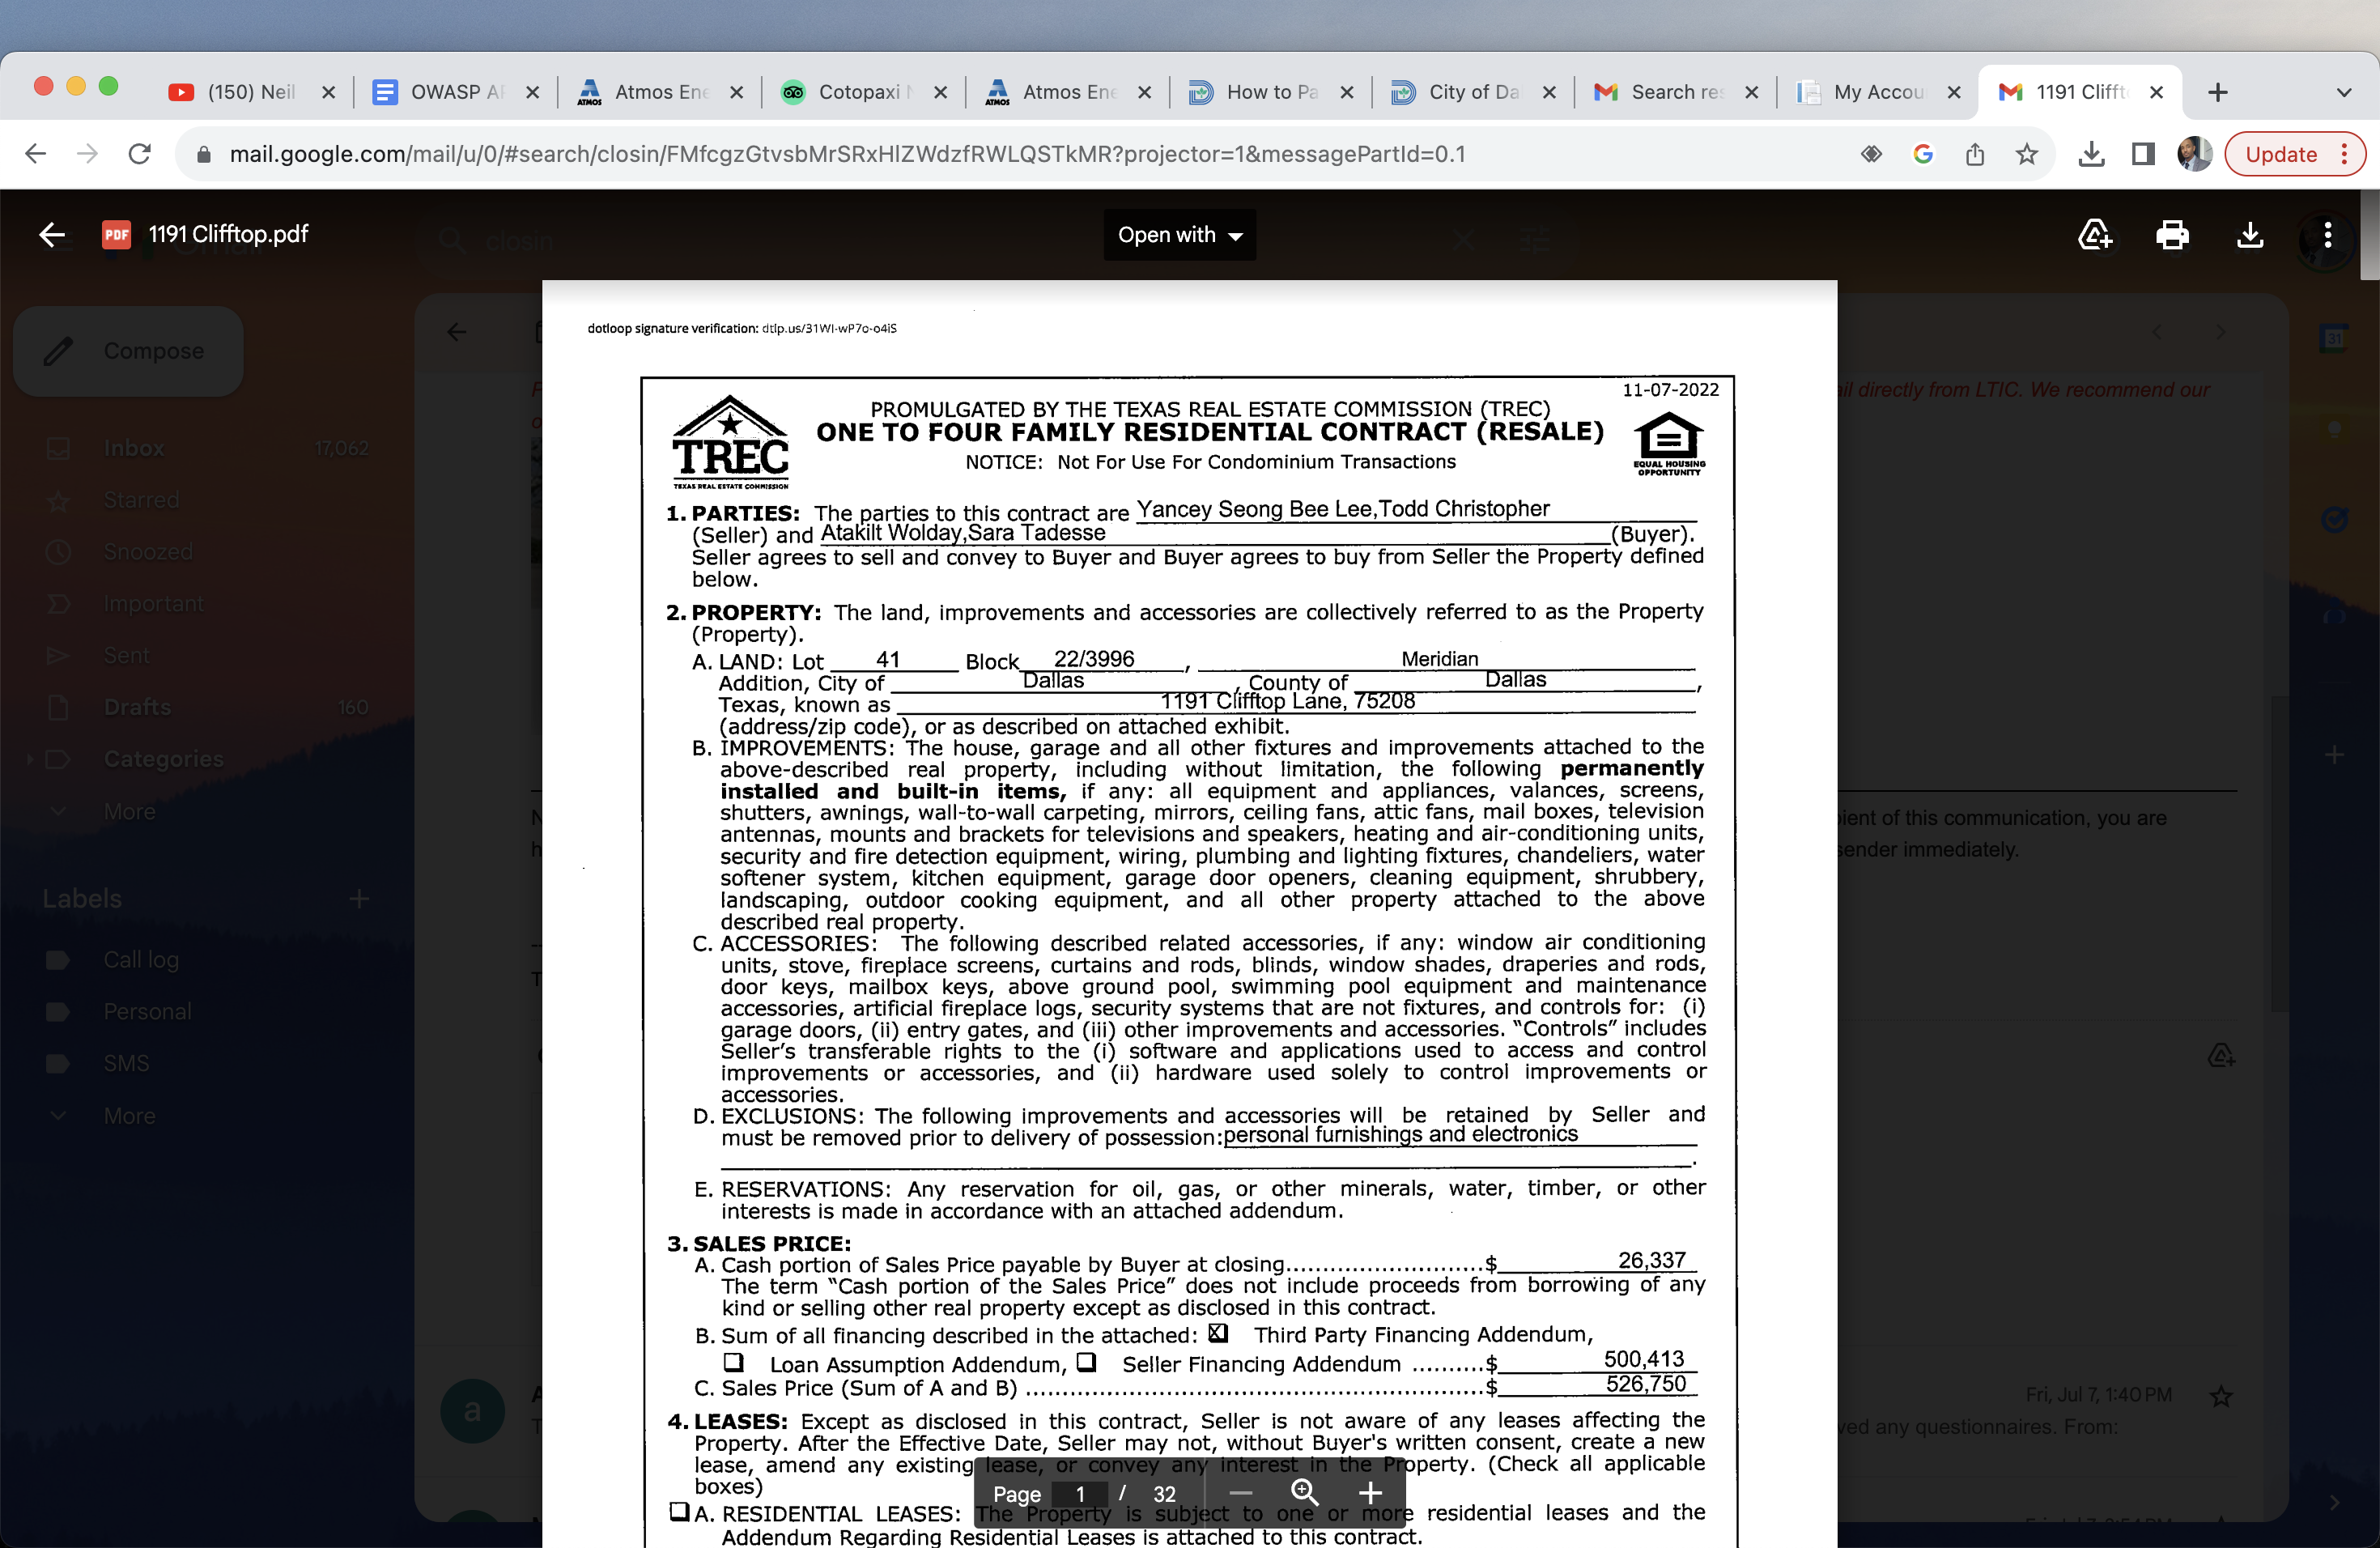 (150) Neil
OWASP AP
Atmos Ene
Cotopaxi N
Atmos Ene
How to Pa
City of Da
Search res
My Accou
1191 Clifft
mail.google.com/mail/u/0/#search/closin/FMfcgzGtvsbMrSRxHlZWdzfRWLQSTkMR?projector=1&messagePartId=0.1
Update
PDF 1191 Clifftop.pdf
closin
Open with
Compose
Inbox 17,062
Starred
Snoozed
Important
Sent
Drafts 160
Categories
More
Labels
Call log
Personal
SMS
More
dotloop signature verification: dtlp.us/31WI-wP7o-o4iS
11-07-2022
TREC
TEXAS REAL ESTATE COMMISSION
PROMULGATED BY THE TEXAS REAL ESTATE COMMISSION (TREC)
ONE TO FOUR FAMILY RESIDENTIAL CONTRACT (RESALE)
NOTICE: Not For Use For Condominium Transactions
EQUAL HOUSING
OPPORTUNITY
1. PARTIES: The parties to this contract are Yancey Seong Bee Lee,Todd Christopher
(Seller) and Atakilt Wolday,Sara Tadesse (Buyer).
Seller agrees to sell and convey to Buyer and Buyer agrees to buy from Seller the Property defined
below.
2. PROPERTY: The land, improvements and accessories are collectively referred to as the Property
(Property).
A. LAND: Lot 41 Block 22/3996, Meridian
Addition, City of Dallas, County of Dallas,
Texas, known as 1191 Clifftop Lane, 75208
(address/zip code), or as described on attached exhibit.
B. IMPROVEMENTS: The house, garage and all other fixtures and improvements attached to the
above-described real property, including without limitation, the following permanently
installed and built-in items, if any: all equipment and appliances, valances, screens,
shutters, awnings, wall-to-wall carpeting, mirrors, ceiling fans, attic fans, mail boxes, television
antennas, mounts and brackets for televisions and speakers, heating and air-conditioning units,
security and fire detection equipment, wiring, plumbing and lighting fixtures, chandeliers, water
softener system, kitchen equipment, garage door openers, cleaning equipment, shrubbery,
landscaping, outdoor cooking equipment, and all other property attached to the above
described real property.
C. ACCESSORIES: The following described related accessories, if any: window air conditioning
units, stove, fireplace screens, curtains and rods, blinds, window shades, draperies and rods,
door keys, mailbox keys, above ground pool, swimming pool equipment and maintenance
accessories, artificial fireplace logs, security systems that are not fixtures, and controls for: (i)
garage doors, (ii) entry gates, and (iii) other improvements and accessories. “Controls” includes
Seller’s transferable rights to the (i) software and applications used to access and control
improvements or accessories, and (ii) hardware used solely to control improvements or
accessories.
D. EXCLUSIONS: The following improvements and accessories will be retained by Seller and
must be removed prior to delivery of possession:personal furnishings and electronics
.
E. RESERVATIONS: Any reservation for oil, gas, or other minerals, water, timber, or other
interests is made in accordance with an attached addendum.
3. SALES PRICE:
A. Cash portion of Sales Price payable by Buyer at closing...........................$ 26,337
The term “Cash portion of the Sales Price” does not include proceeds from borrowing of any
kind or selling other real property except as disclosed in this contract.
B. Sum of all financing described in the attached: Third Party Financing Addendum,
Loan Assumption Addendum, Seller Financing Addendum ..........$ 500,413
C. Sales Price (Sum of A and B) ...............................................................$ 526,750
4. LEASES: Except as disclosed in this contract, Seller is not aware of any leases affecting the
Property. After the Effective Date, Seller may not, without Buyer's written consent, create a new
lease, amend any existing lease, or convey any interest in the Property. (Check all applicable
boxes)
A. RESIDENTIAL LEASES: The Property is subject to one or more residential leases and the
Addendum Regarding Residential Leases is attached to this contract.
Page 1 / 32
il directly from LTIC. We recommend our
ient of this communication, you are
sender immediately.
a
Fri, Jul 7, 1:40 PM
ved any questionnaires. From:
31